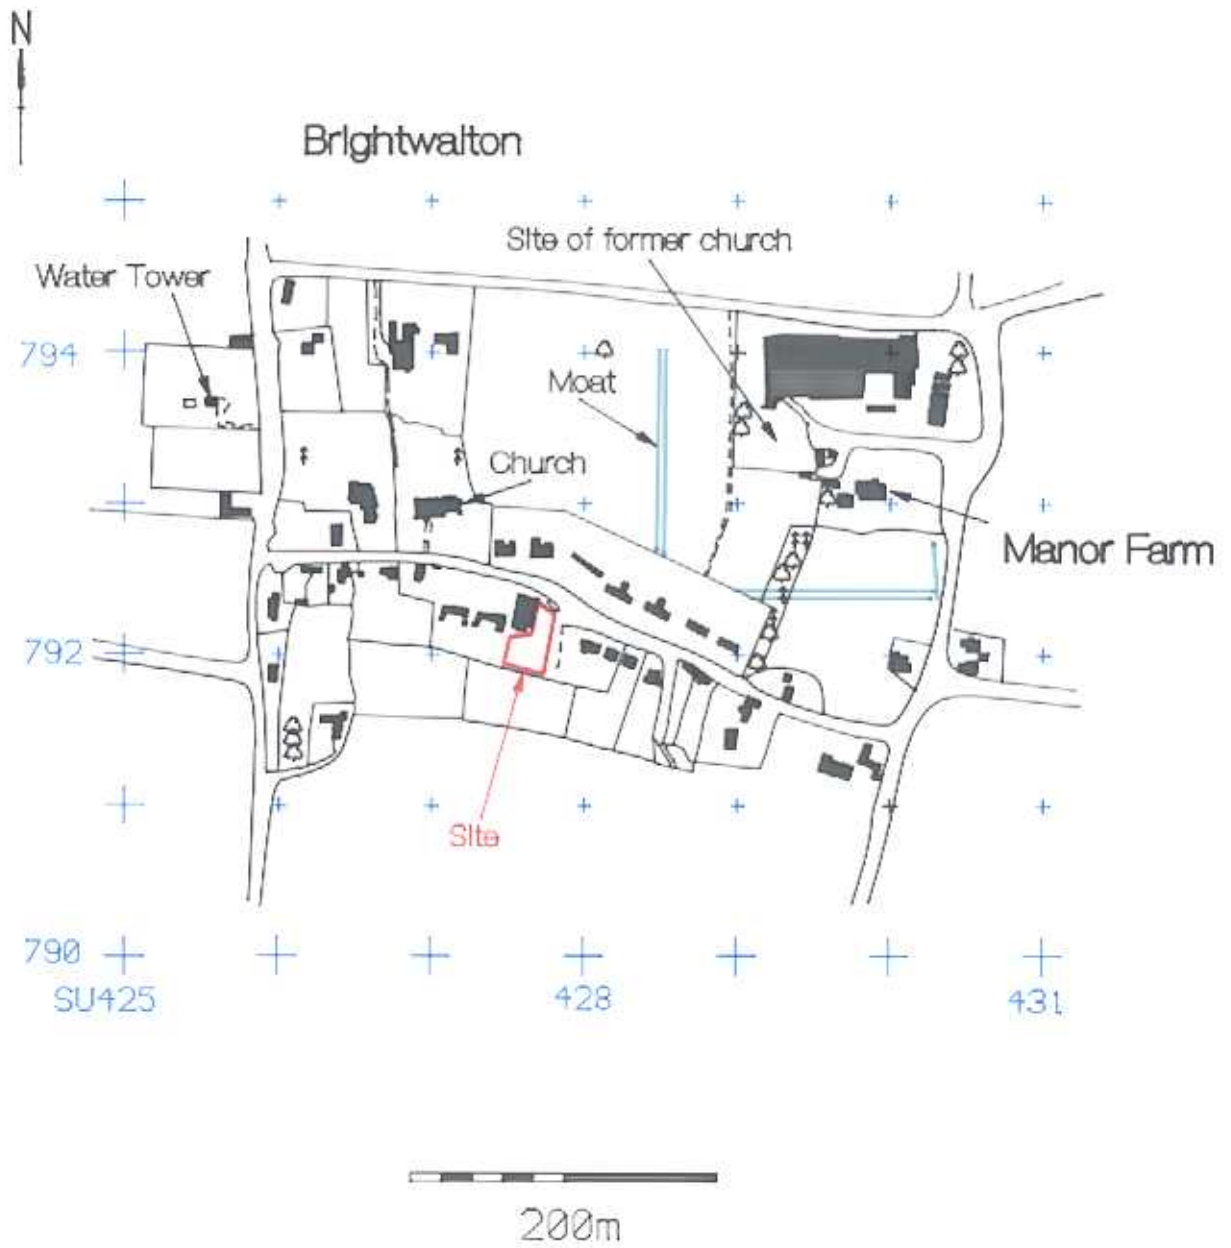 N
Brightwalton
Site of former church
Water Tower
794
Moat
Church
Manor Farm
792
Site
790
SU425
428
431
200m